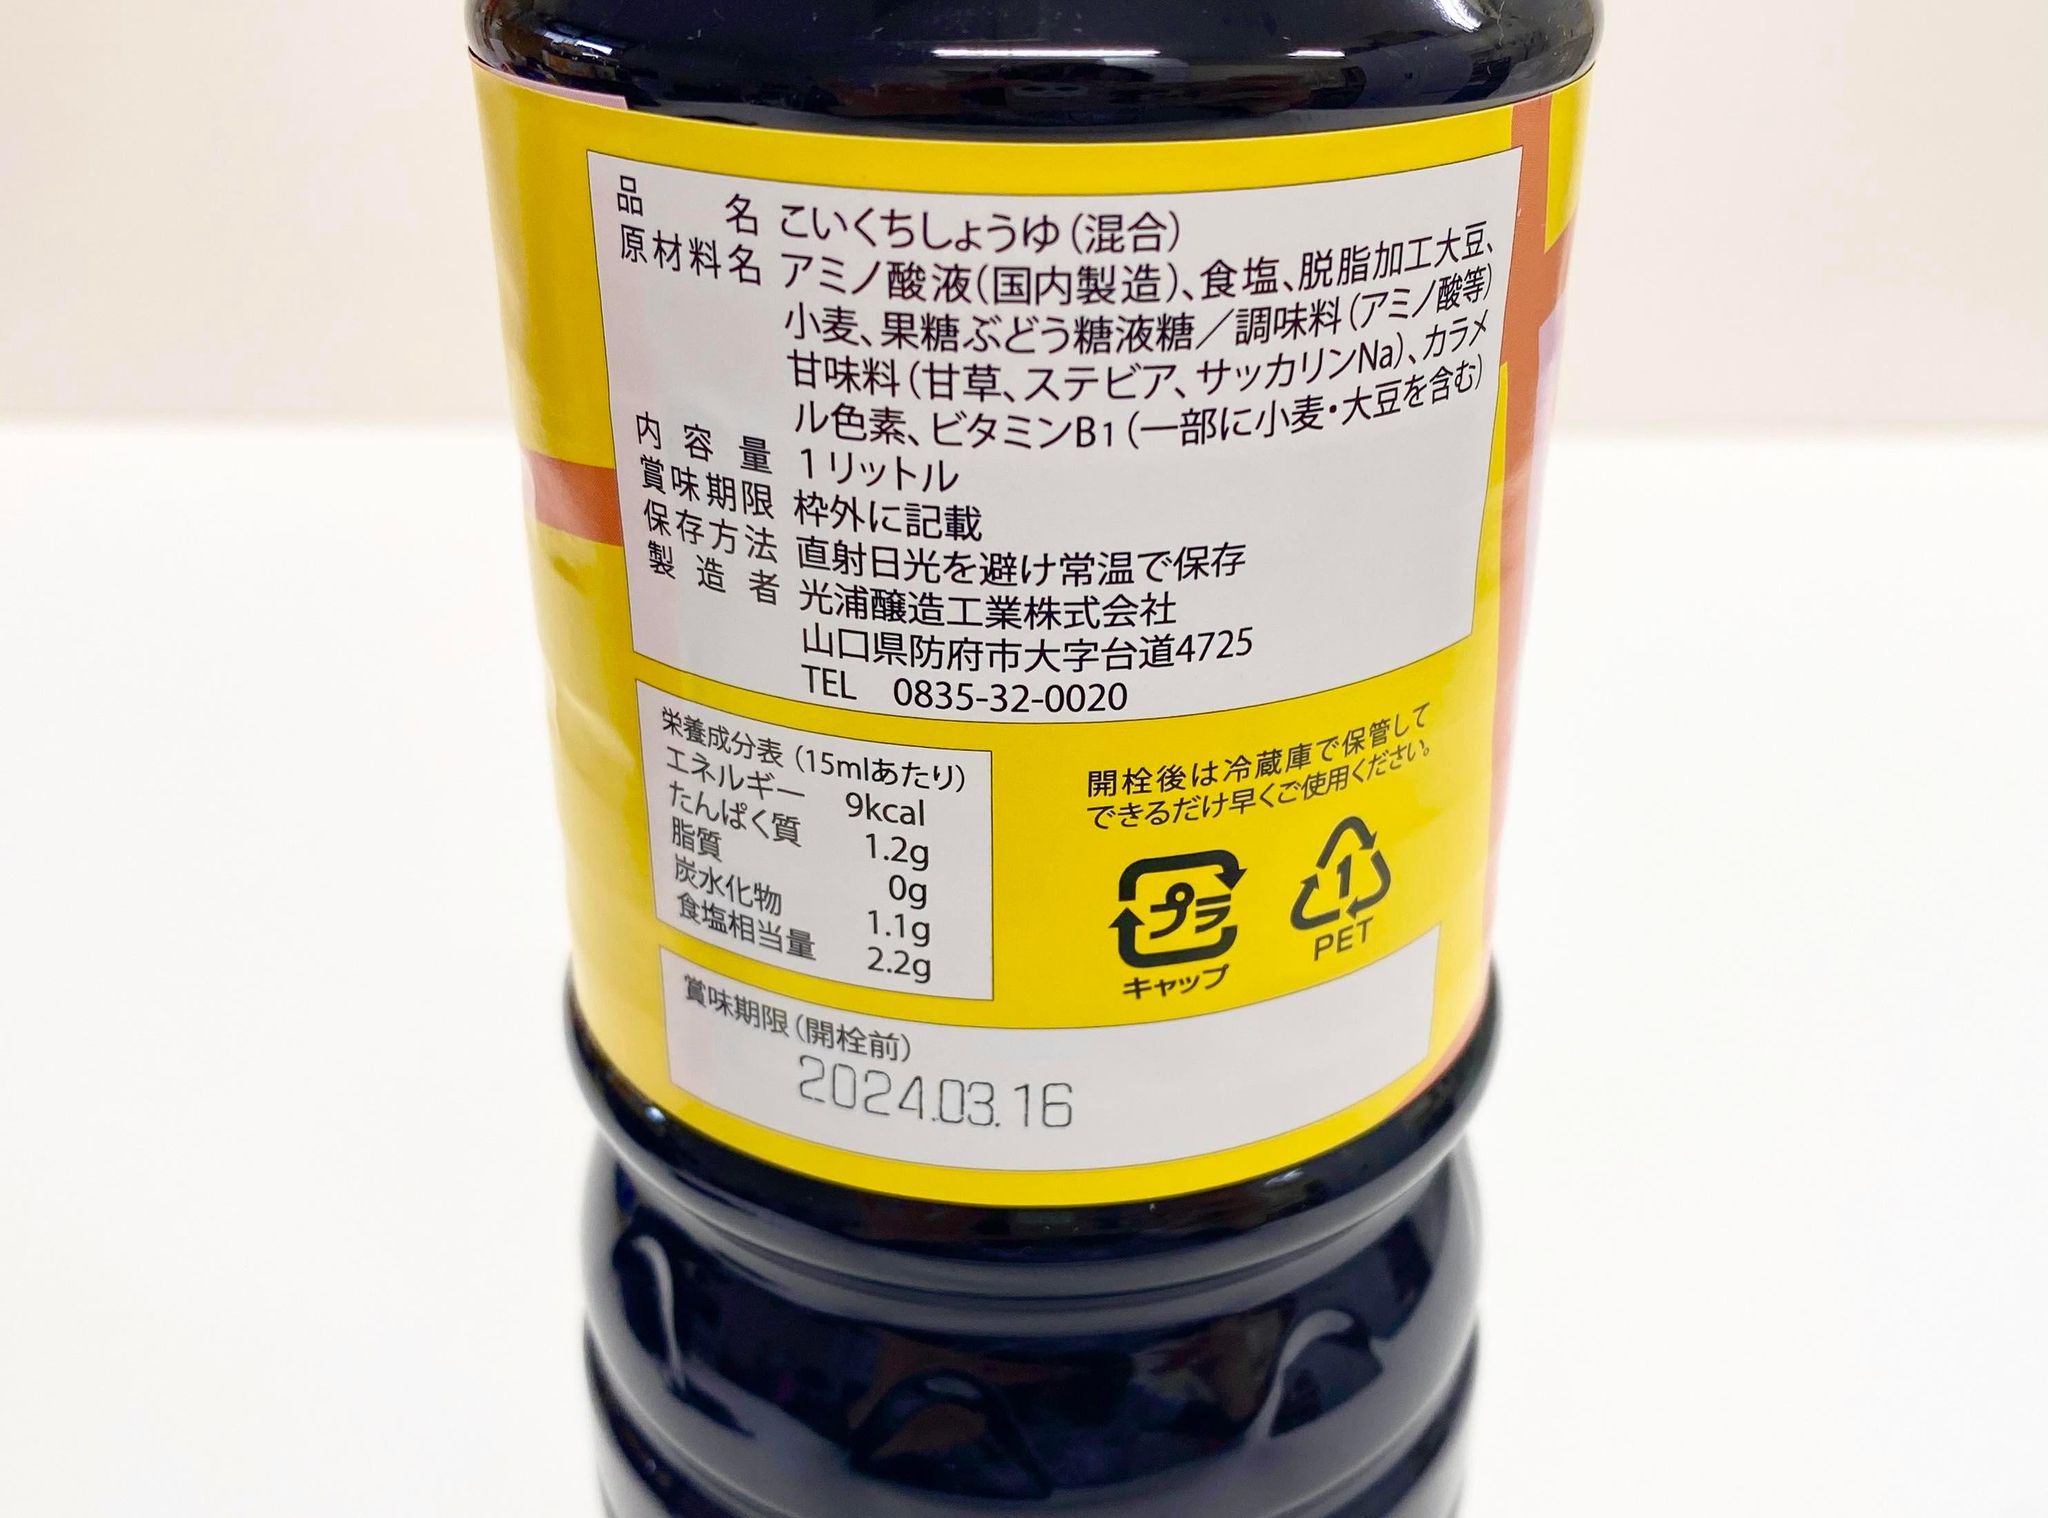 品名 こいくちしょうゆ（混合）
原材料名 アミノ酸液（国内製造）、食塩、脱脂加工大豆、
小麦、果糖ぶどう糖液糖／調味料（アミノ酸等）
甘味料（甘草、ステビア、サッカリンNa）、カラメ
ル色素、ビタミンB1（一部に小麦・大豆を含む）
内容量 1リットル
賞味期限 枠外に記載
保存方法 直射日光を避け常温で保存
製造者 光浦醸造工業株式会社
山口県防府市大字台道4725
TEL 0835-32-0020
栄養成分表（15mlあたり）
エネルギー 9kcal
たんぱく質 1.2g
脂質 0g
炭水化物 1.1g
食塩相当量 2.2g
開栓後は冷蔵庫で保管して
できるだけ早くご使用ください。
プラ
キャップ
1
PET
賞味期限（開栓前）
2024.03.16